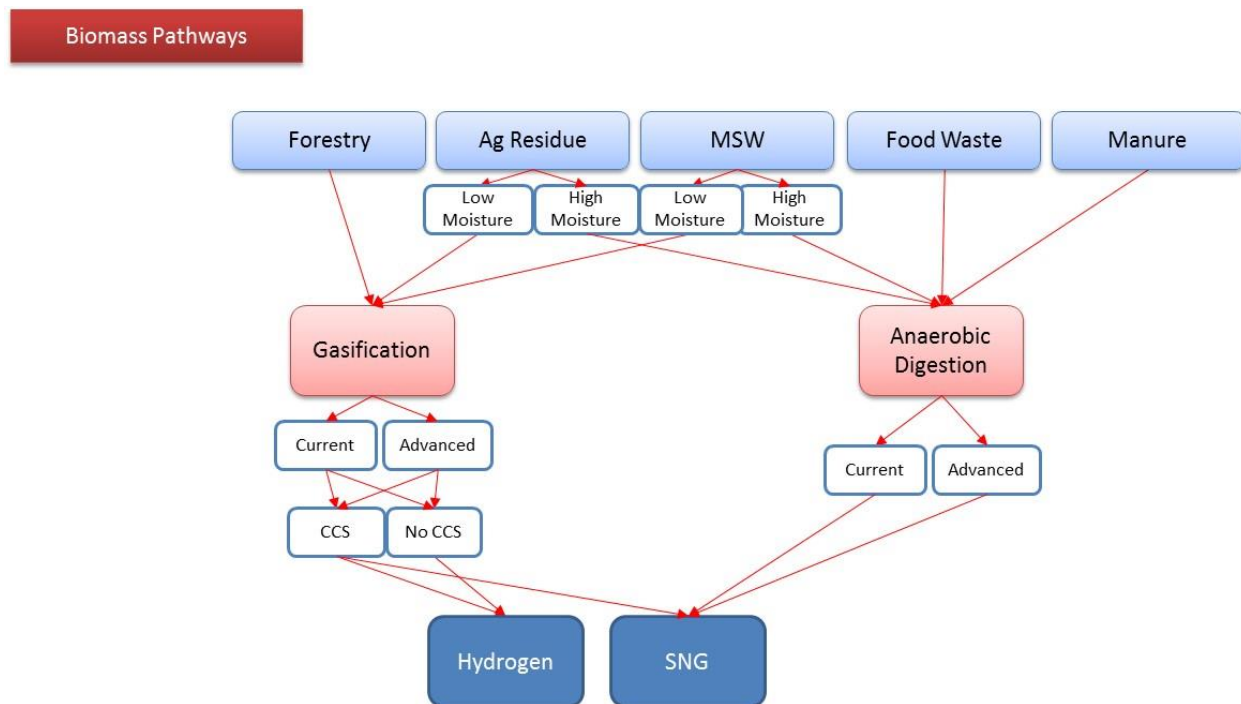 Biomass Pathways
Forestry
Ag Residue
MSW
Food Waste
Manure
Low
Moisture
High
Moisture
Low
Moisture
High
Moisture
Gasification
Anaerobic
Digestion
Current
Advanced
Current
Advanced
CCS
No CCS
Hydrogen
SNG